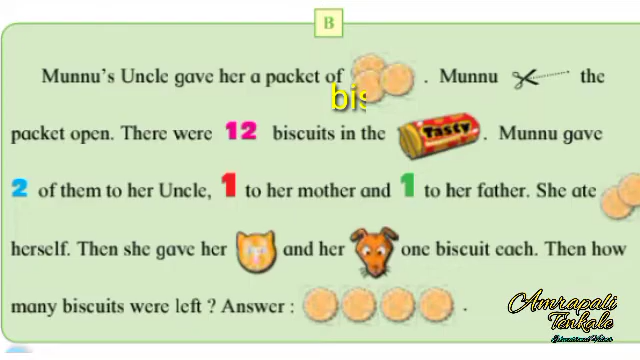 B
Munnu's Uncle gave her a packet of . Munnu the
bis
packet open. There were 12 biscuits in the Tasty . Munnu gave
2 of them to her Uncle, 1 to her mother and 1 to her father. She ate
herself. Then she gave her and her one biscuit each. Then how
many biscuits were left ? Answer : .
Amrapali
Tenkale